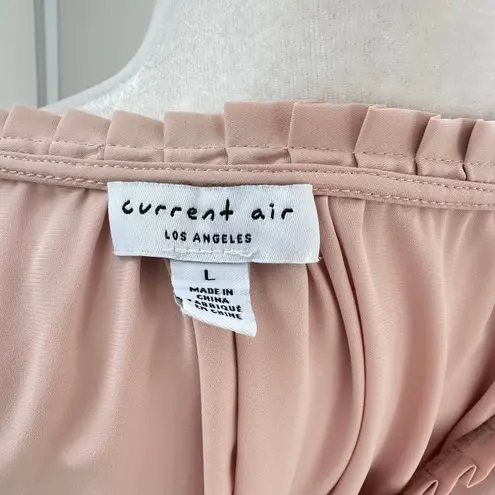 current air
LOS ANGELES
L
MADE IN
CHINA
FABRIQUÉ
EN CHINE